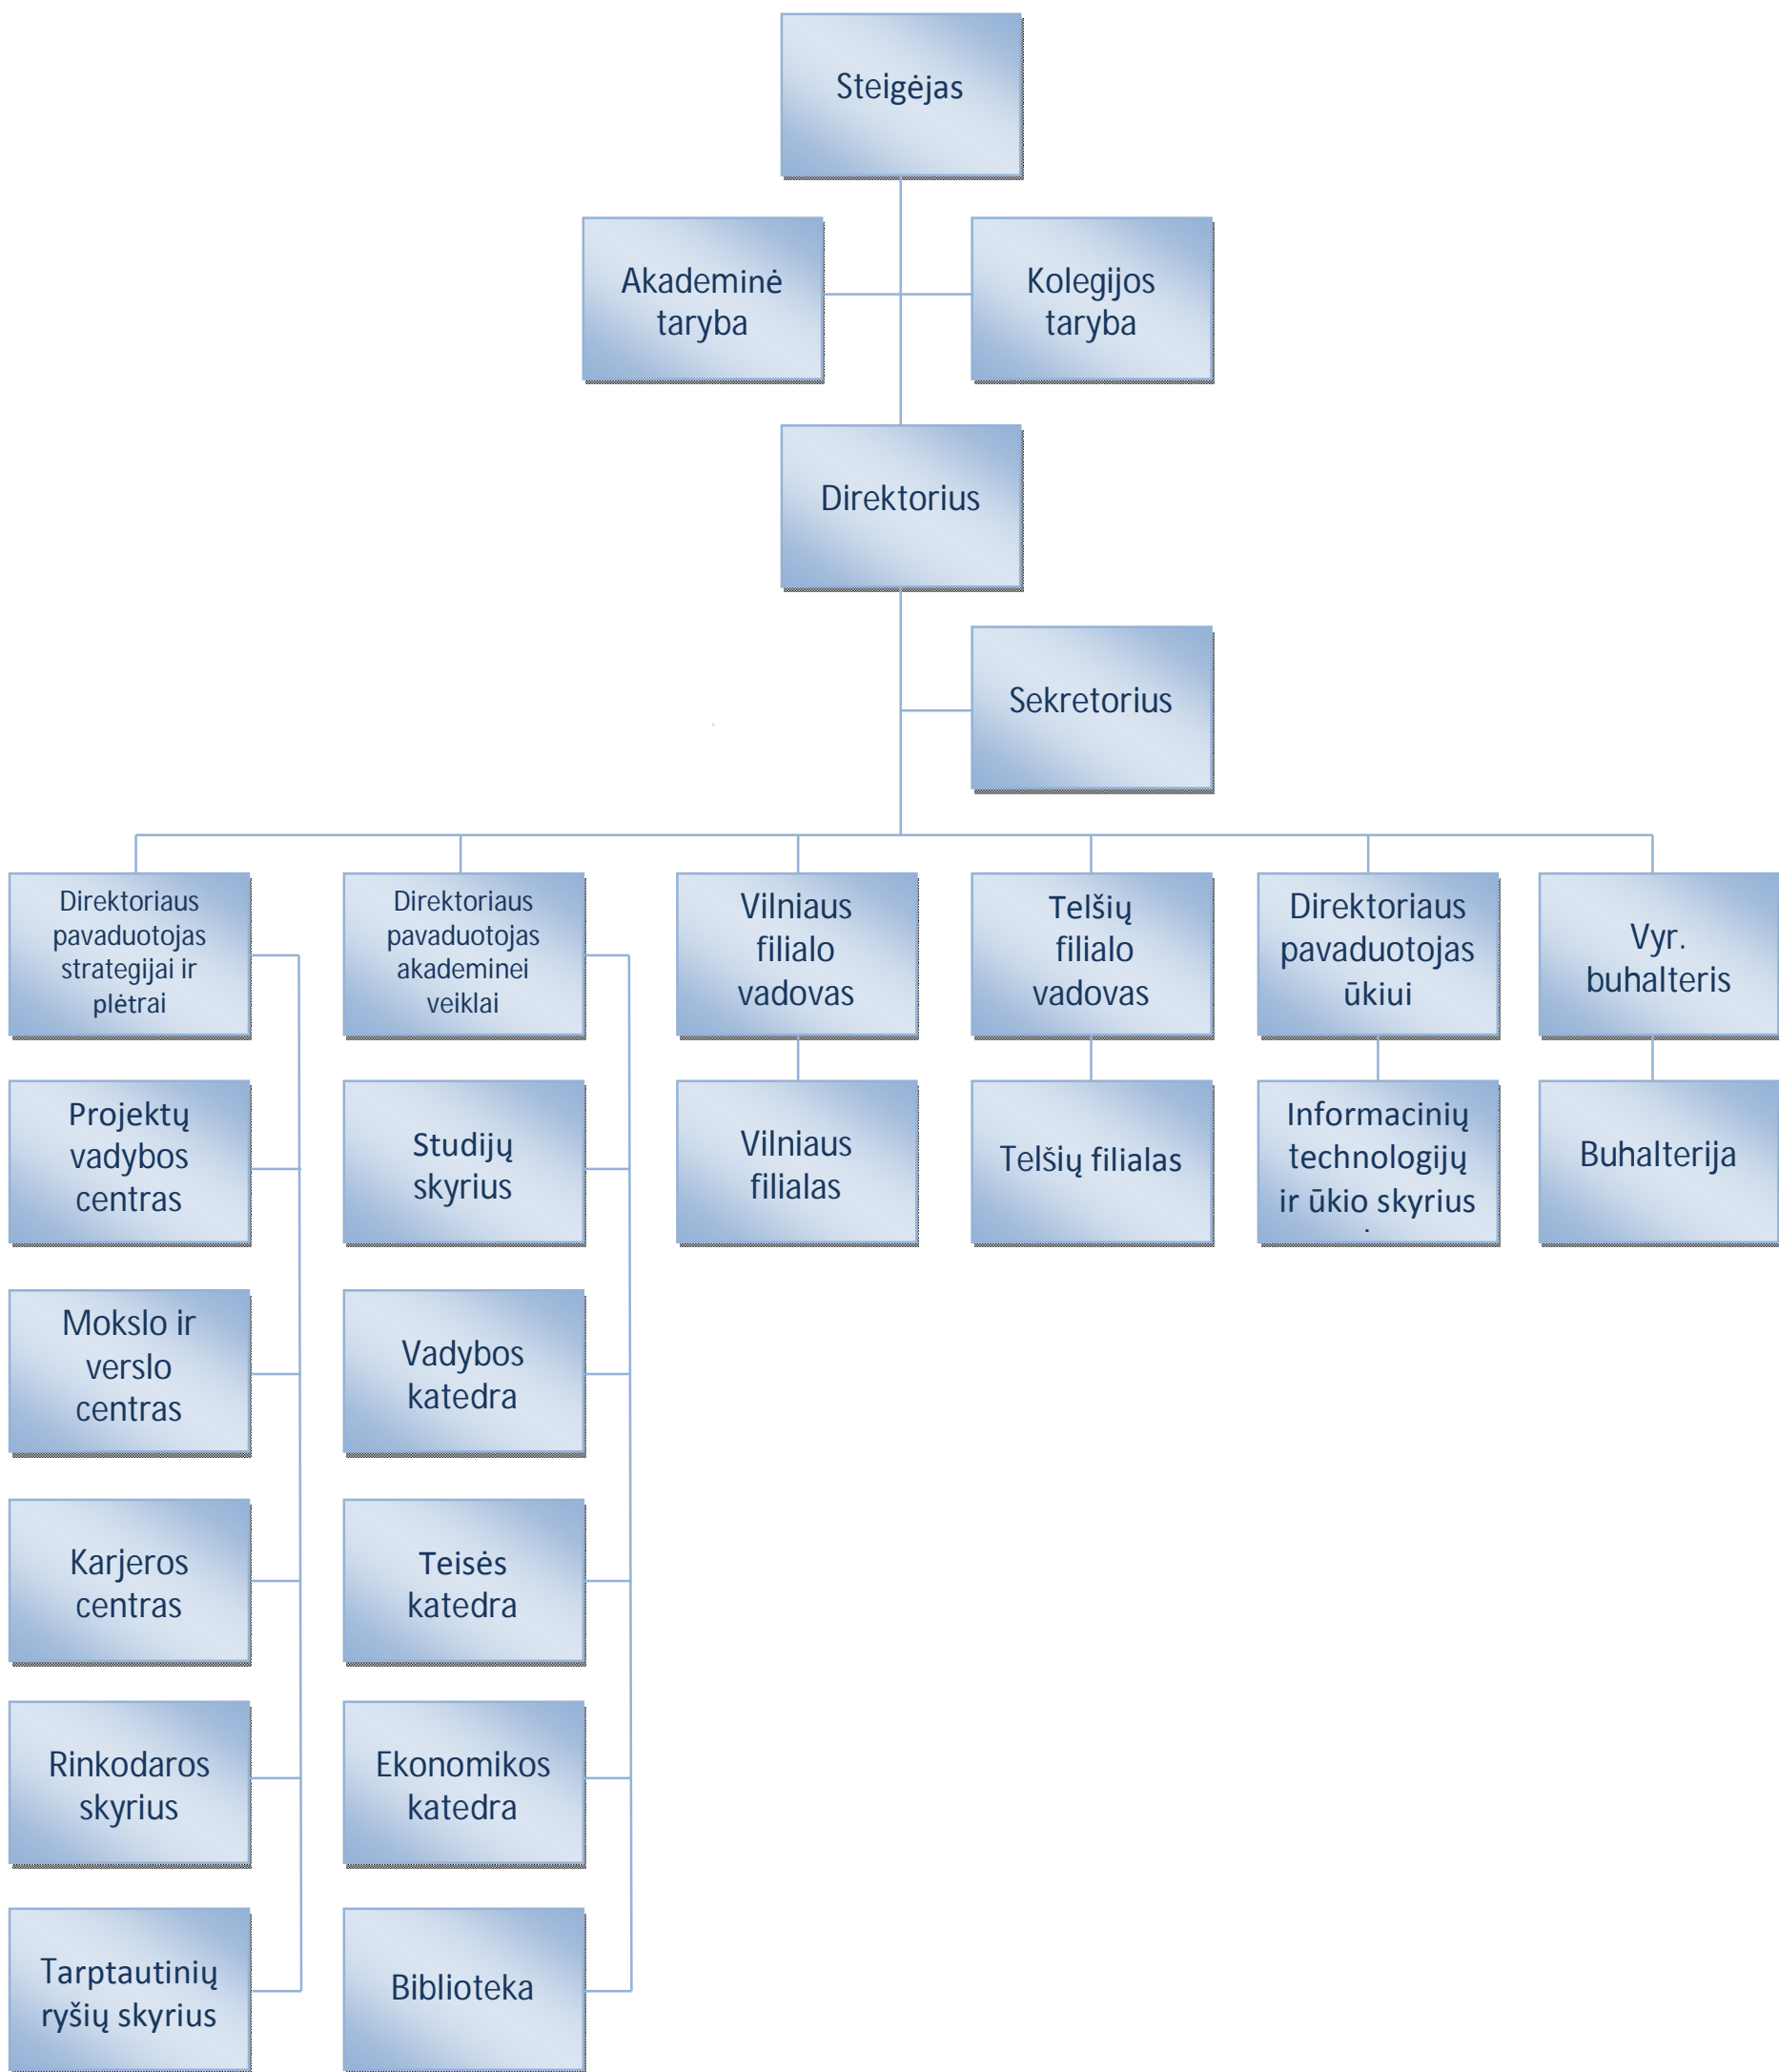 Steigėjas
Akademinė
taryba
Kolegijos
taryba
Direktorius
Sekretorius
Direktoriaus
pavaduotojas
strategijai ir
plėtrai
Direktoriaus
pavaduotojas
akademinei
veiklai
Vilniaus
filialo
vadovas
Telšių
filialo
vadovas
Direktoriaus
pavaduotojas
ūkiui
Vyr.
buhalteris
Projektų
vadybos
centras
Studijų
skyrius
Vilniaus
filialas
Telšių filialas
Informacinių
technologijų
ir ūkio skyrius
Buhalterija
Mokslo ir
verslo
centras
Vadybos
katedra
Karjeros
centras
Teisės
katedra
Rinkodaros
skyrius
Ekonomikos
katedra
Tarptautinių
ryšių skyrius
Biblioteka